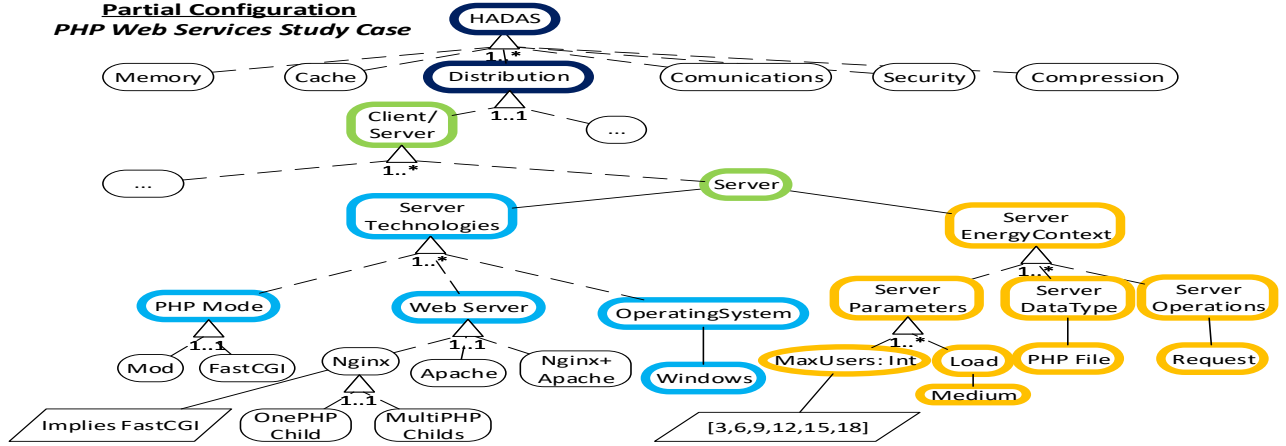 Partial Configuration
PHP Web Services Study Case
HADAS
1..*
Memory
Cache
Distribution
Comunications
Security
Compression
1..1
Client/
Server
...
1..*
...
Server
Server
Technologies
Server
EnergyContext
1..*
1..*
PHP Mode
Web Server
OperatingSystem
Server
Parameters
Server
DataType
Server
Operations
1..1
1..1
1..*
Mod
FastCGI
Nginx
Apache
Nginx+
Apache
Windows
MaxUsers: Int
Load
PHP File
Request
Medium
1..1
Implies FastCGI
OnePHP
Child
MultiPHP
Childs
[3,6,9,12,15,18]